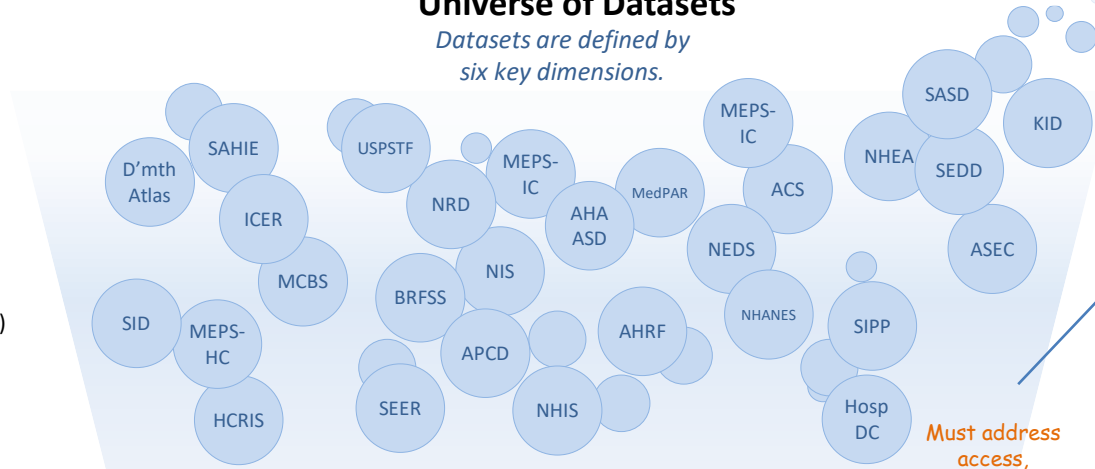 Universe of Datasets
Datasets are defined by
six key dimensions.
SASD
MEPS-
IC
KID
SAHIE
USPSTF
NHEA
MEPS-
IC
SEDD
D'mth
Atlas
MedPAR
ACS
NRD
ICER
AHA
ASD
NEDS
ASEC
NIS
MCBS
BRFSS
NHANES
)
SID
MEPS-
HC
AHRF
SIPP
APCD
HCRIS
SEER
NHIS
Hosp
DC
Must address
access,